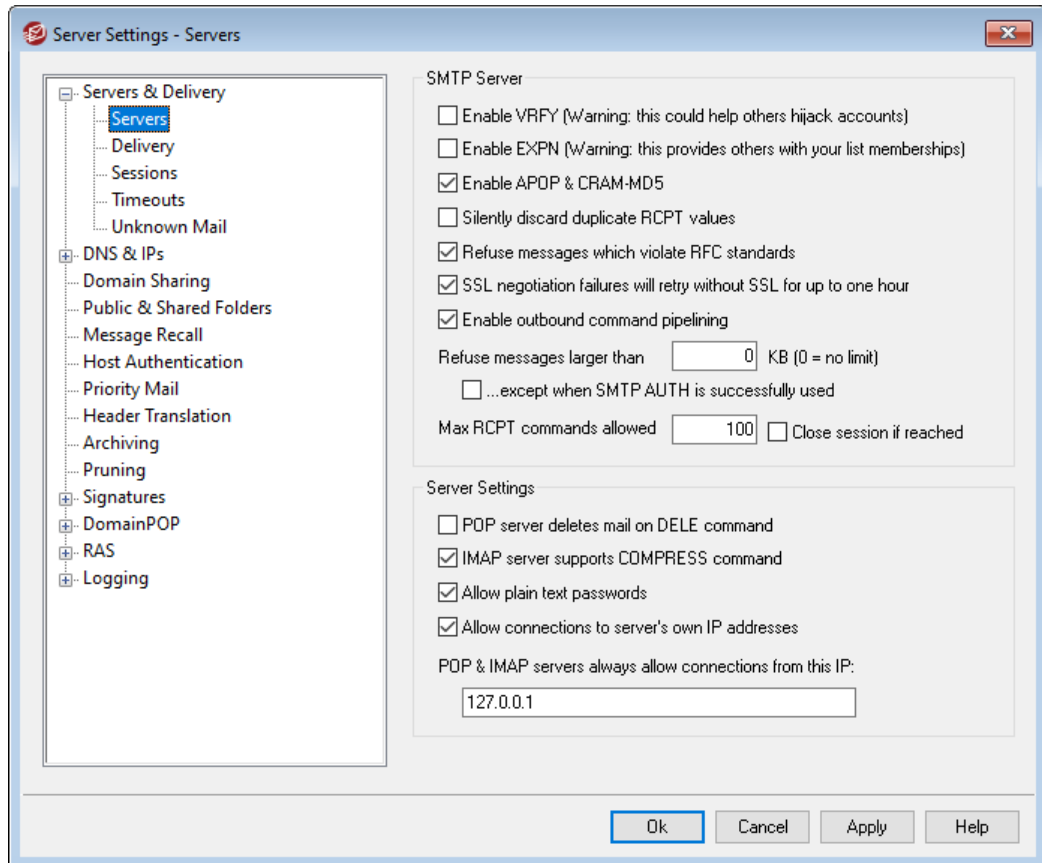 Server Settings - Servers
Servers & Delivery
Servers
Delivery
Sessions
Timeouts
Unknown Mail
DNS & IPs
Domain Sharing
Public & Shared Folders
Message Recall
Host Authentication
Priority Mail
Header Translation
Archiving
Pruning
Signatures
DomainPOP
RAS
Logging
SMTP Server
Enable VRFY (Warning: this could help others hijack accounts)
Enable EXPN (Warning: this provides others with your list memberships)
Enable APOP & CRAM-MD5
Silently discard duplicate RCPT values
Refuse messages which violate RFC standards
SSL negotiation failures will retry without SSL for up to one hour
Enable outbound command pipelining
Refuse messages larger than 0 KB (0 = no limit)
...except when SMTP AUTH is successfully used
Max RCPT commands allowed 100 Close session if reached
Server Settings
POP server deletes mail on DELE command
IMAP server supports COMPRESS command
Allow plain text passwords
Allow connections to server's own IP addresses
POP & IMAP servers always allow connections from this IP:
127.0.0.1
Ok Cancel Apply Help